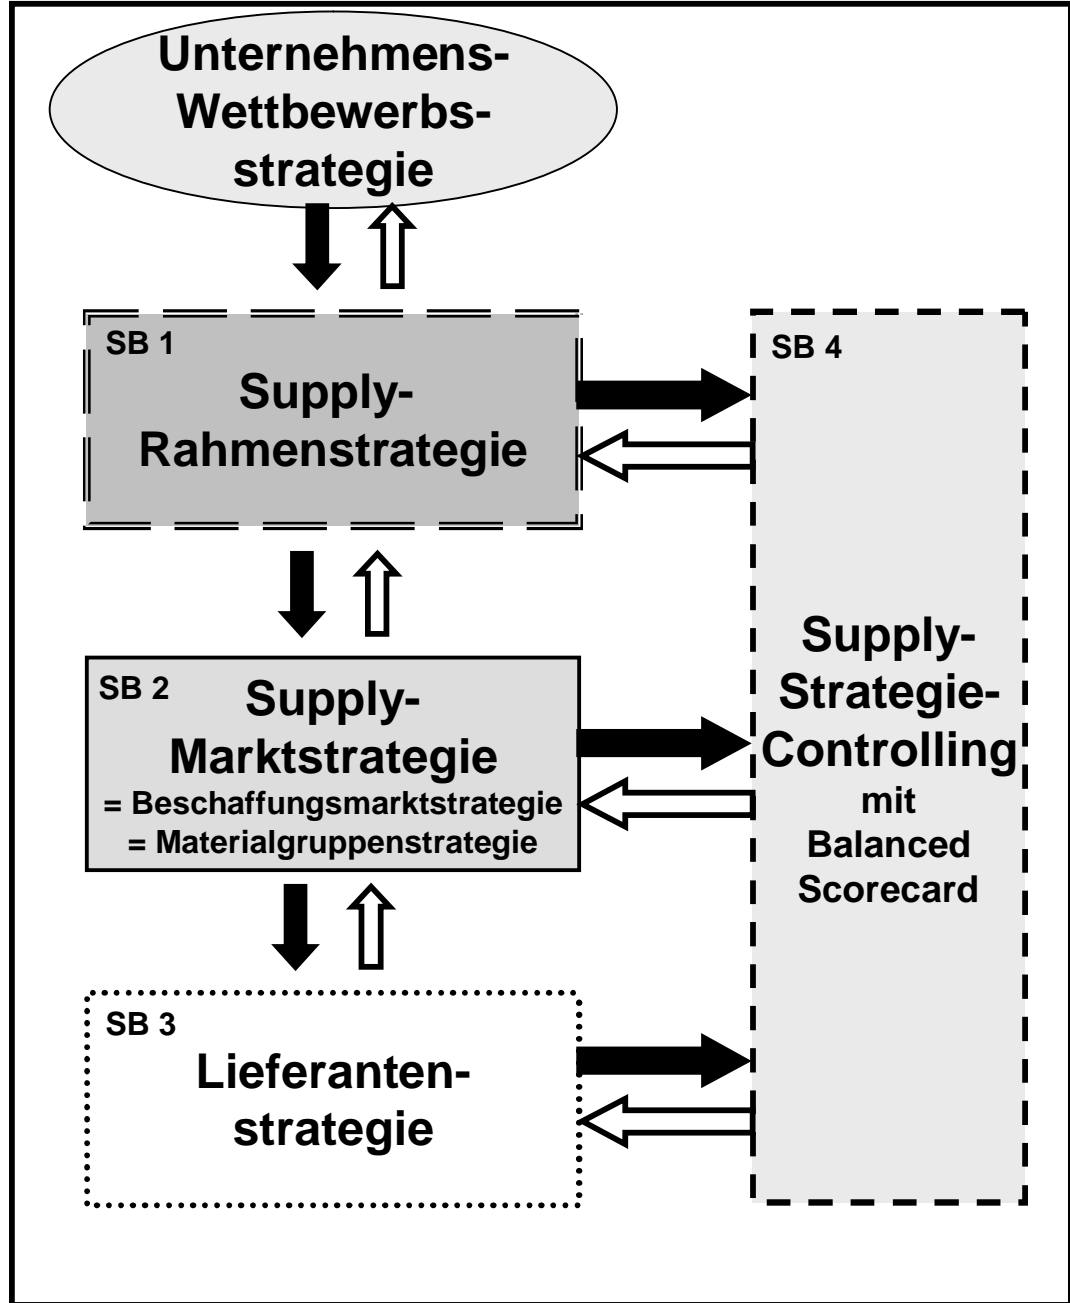 Unternehmens-
Wettbewerbs-
strategie
SB 1
Supply-
Rahmenstrategie
SB 2
Supply-
Marktstrategie
= Beschaffungsmarktstrategie
= Materialgruppenstrategie
SB 3
Lieferanten-
strategie
SB 4
Supply-
Strategie-
Controlling
mit
Balanced
Scorecard